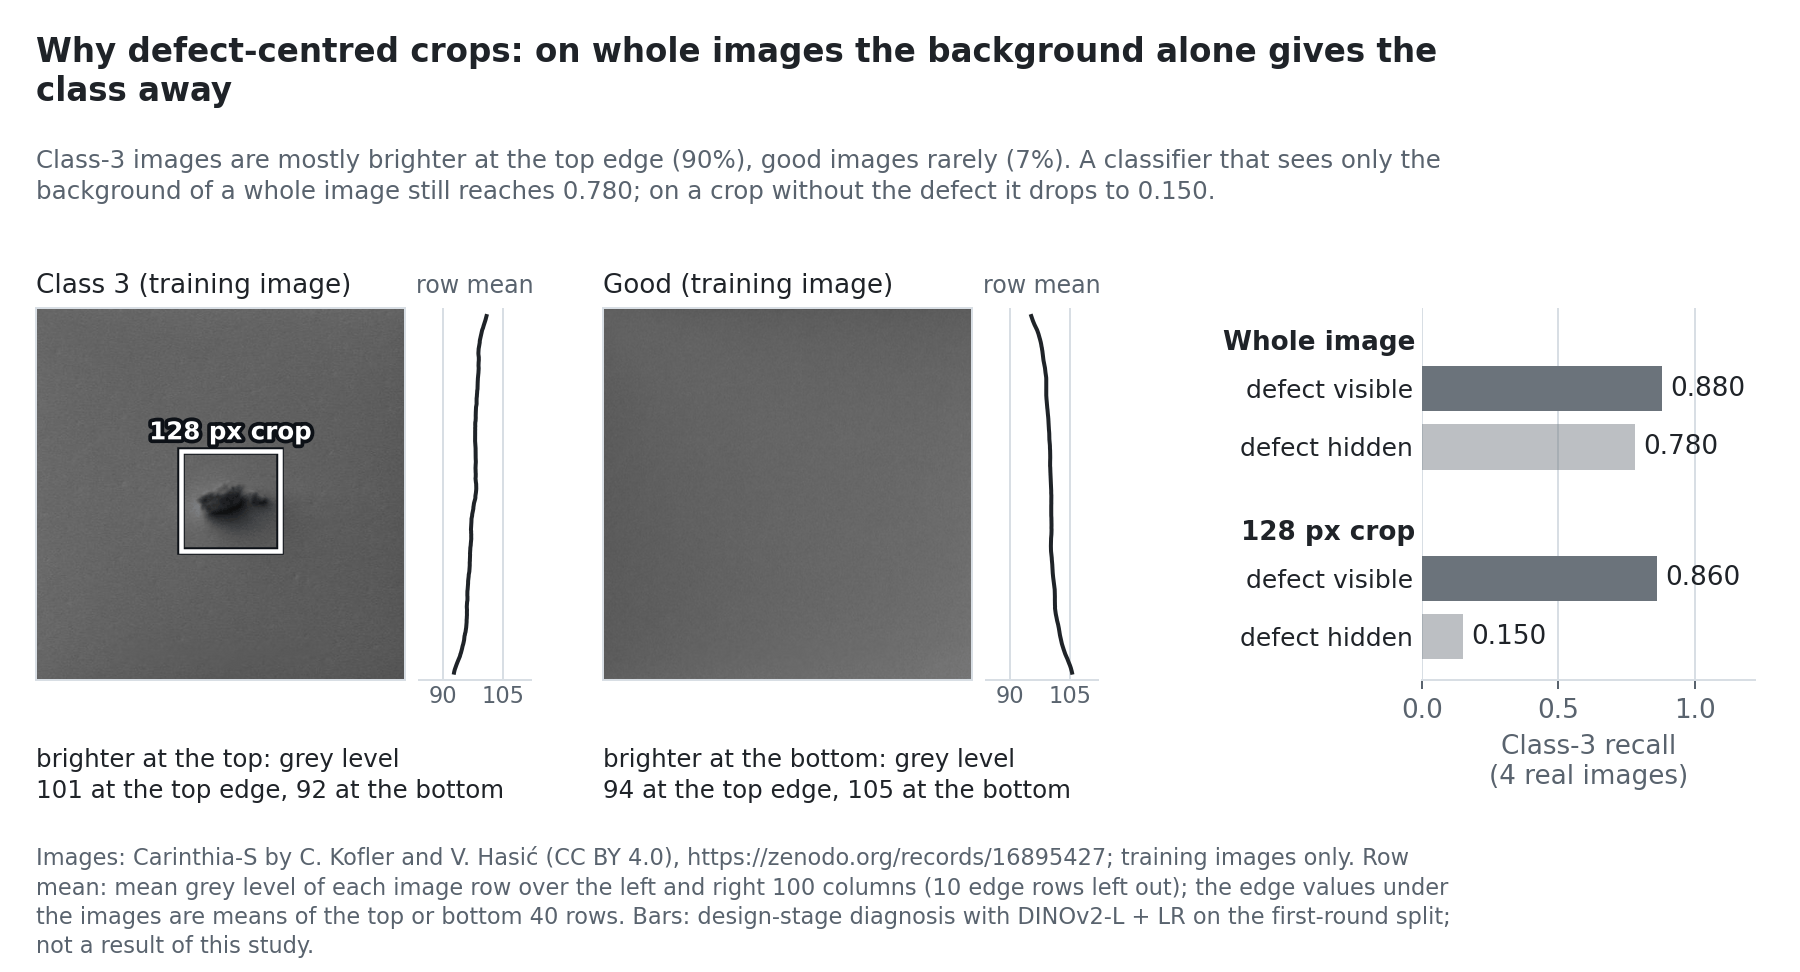 Why defect-centred crops: on whole images the background alone gives the
class away
Class-3 images are mostly brighter at the top edge (90%), good images rarely (7%). A classifier that sees only the
background of a whole image still reaches 0.780; on a crop without the defect it drops to 0.150.
Class 3 (training image)
row mean
128 px crop
90 105
brighter at the top: grey level
101 at the top edge, 92 at the bottom
Good (training image)
row mean
90 105
brighter at the bottom: grey level
94 at the top edge, 105 at the bottom
Whole image
defect visible 0.880
defect hidden 0.780
128 px crop
defect visible 0.860
defect hidden 0.150
0.0 0.5 1.0
Class-3 recall
(4 real images)
Images: Carinthia-S by C. Kofler and V. Hasić (CC BY 4.0), https://zenodo.org/records/16895427; training images only. Row
mean: mean grey level of each image row over the left and right 100 columns (10 edge rows left out); the edge values under
the images are means of the top or bottom 40 rows. Bars: design-stage diagnosis with DINOv2-L + LR on the first-round split;
not a result of this study.